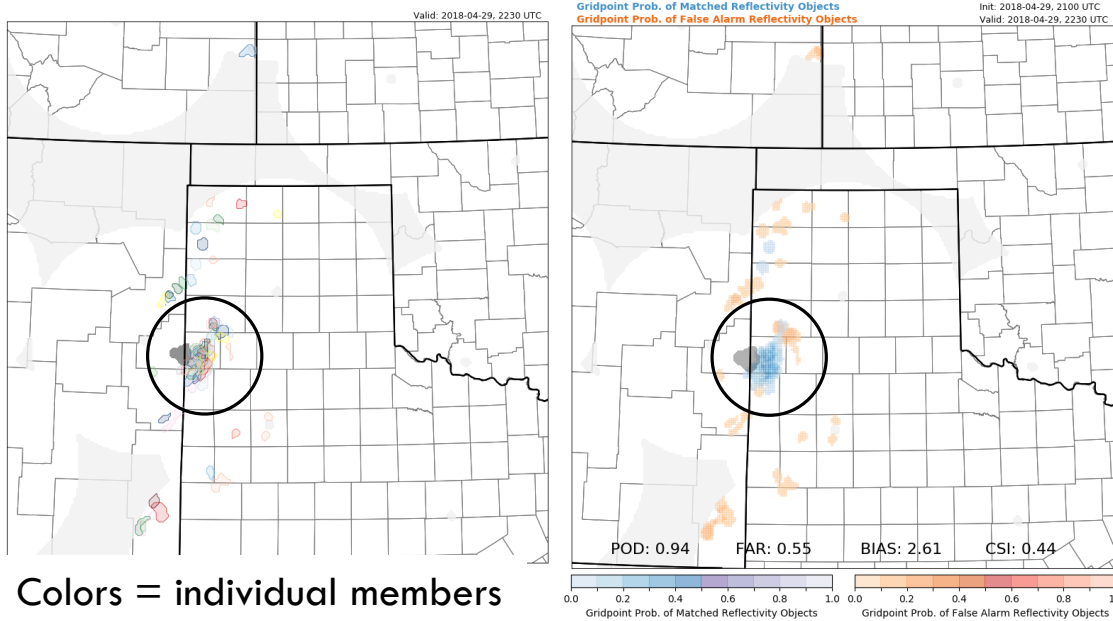 Valid: 2018-04-29, 2230 UTC
Gridpoint Prob. of Matched Reflectivity Objects
Gridpoint Prob. of False Alarm Reflectivity Objects
Init: 2018-04-29, 2100 UTC
Valid: 2018-04-29, 2230 UTC
POD: 0.94 FAR: 0.55 BIAS: 2.61 CSI: 0.44
Colors = individual members
0.0 0.2 0.4 0.6 0.8 1.0
Gridpoint Prob. of Matched Reflectivity Objects
0.0 0.2 0.4 0.6 0.8 1.0
Gridpoint Prob. of False Alarm Reflectivity Objects